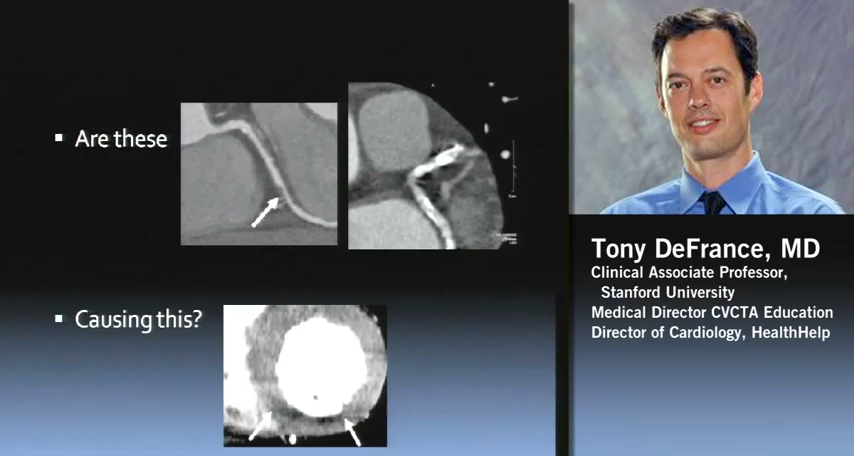 Are these
Causing this?
Tony DeFrance, MD
Clinical Associate Professor,
Stanford University
Medical Director CVCTA Education
Director of Cardiology, HealthHelp